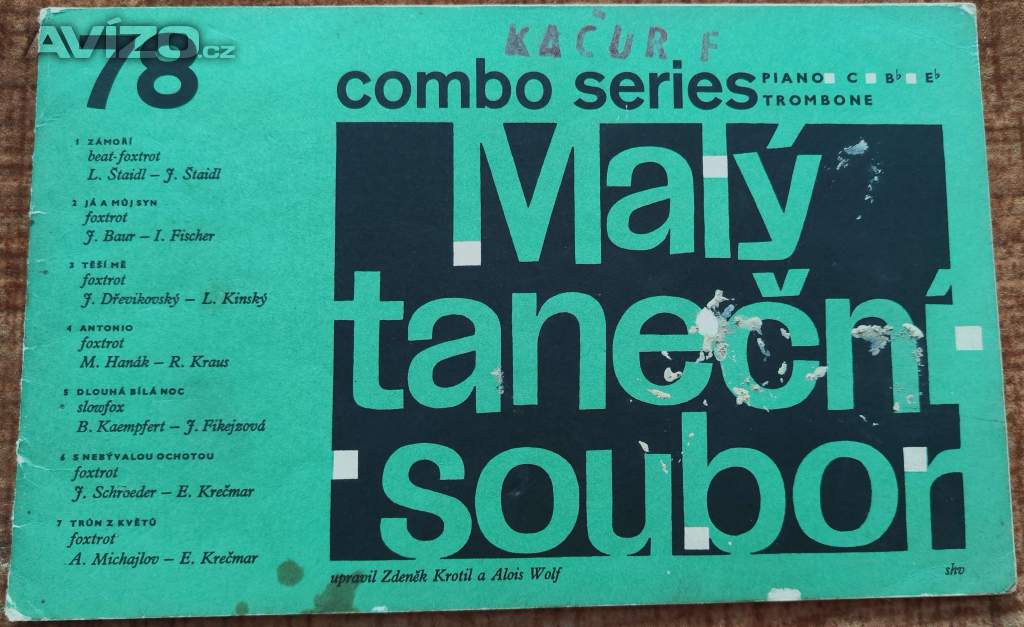 AVÍZO.cz
78
KAČUR F
combo series
PIANO C B♭ E♭
TROMBONE
1 ZÁMOŘÍ
beat-foxtrot
L. Staidl – J. Staidl
2 JÁ A MŮJ SYN
foxtrot
J. Baur – I. Fischer
3 TĚŠÍ MĚ
foxtrot
J. Dřevikovský – L. Kinský
4 ANTONIO
foxtrot
M. Hanák – R. Kraus
5 DLOUHÁ BÍLÁ NOC
slowfox
B. Kaempfert – J. Fikejzová
6 S NEBÝVALOU OCHOTOU
foxtrot
J. Schroeder – E. Krečmar
7 TRŮN Z KVĚTŮ
foxtrot
A. Michajlov – E. Krečmar
Malý
taneční
soubor
upravil Zdeněk Krotil a Alois Wolf
shv